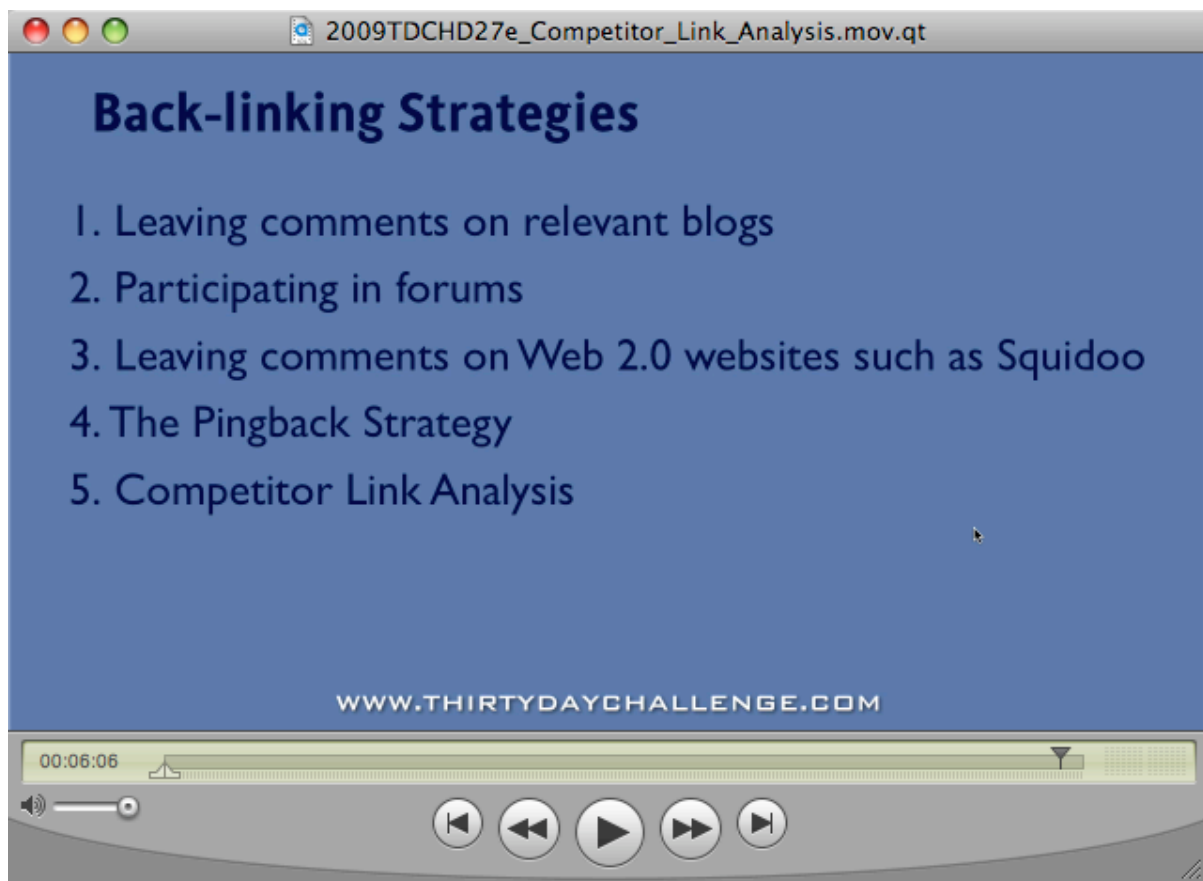 2009TDCHD27e_Competitor_Link_Analysis.mov.qt
Back-linking Strategies
1. Leaving comments on relevant blogs
2. Participating in forums
3. Leaving comments on Web 2.0 websites such as Squidoo
4. The Pingback Strategy
5. Competitor Link Analysis
WWW.THIRTYDAYCHALLENGE.COM
00:06:06